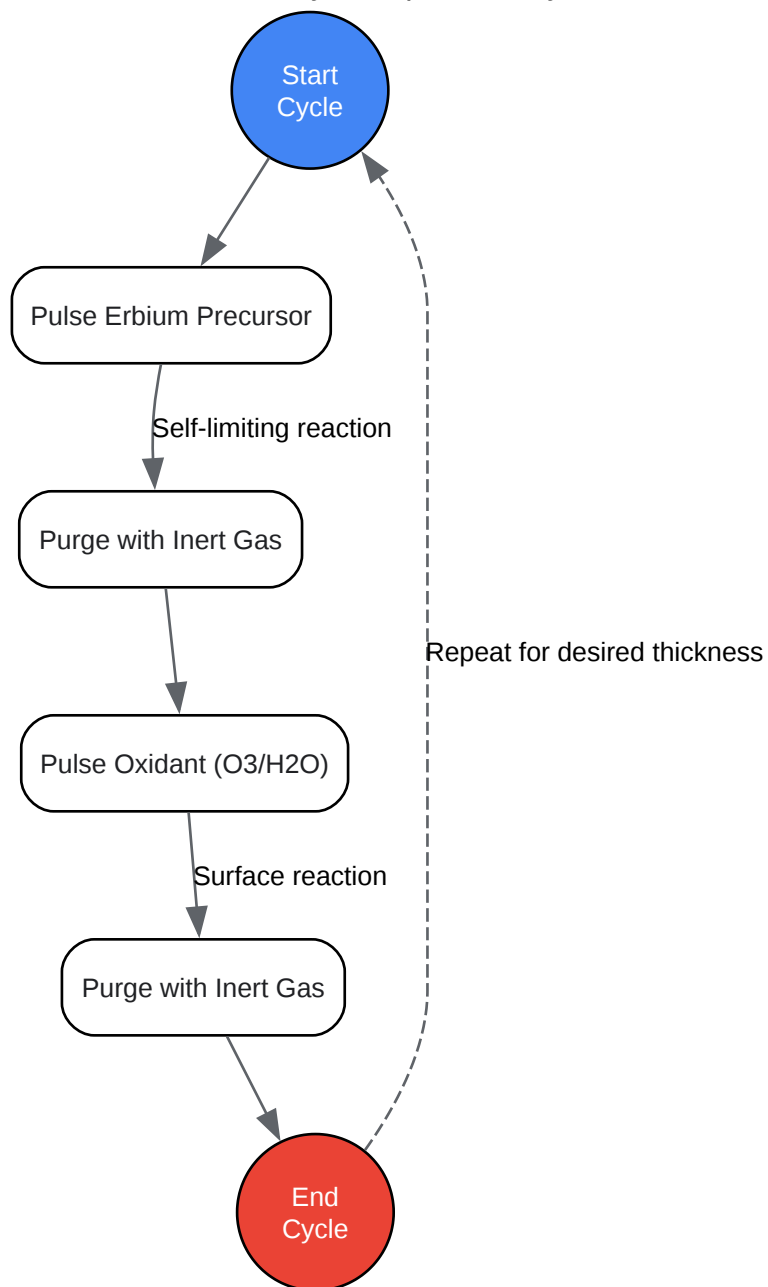 Start
Cycle
Pulse Erbium Precursor
Self-limiting reaction
Purge with Inert Gas
Repeat for desired thickness
Pulse Oxidant (O3/H2O)
Surface reaction
Purge with Inert Gas
End
Cycle